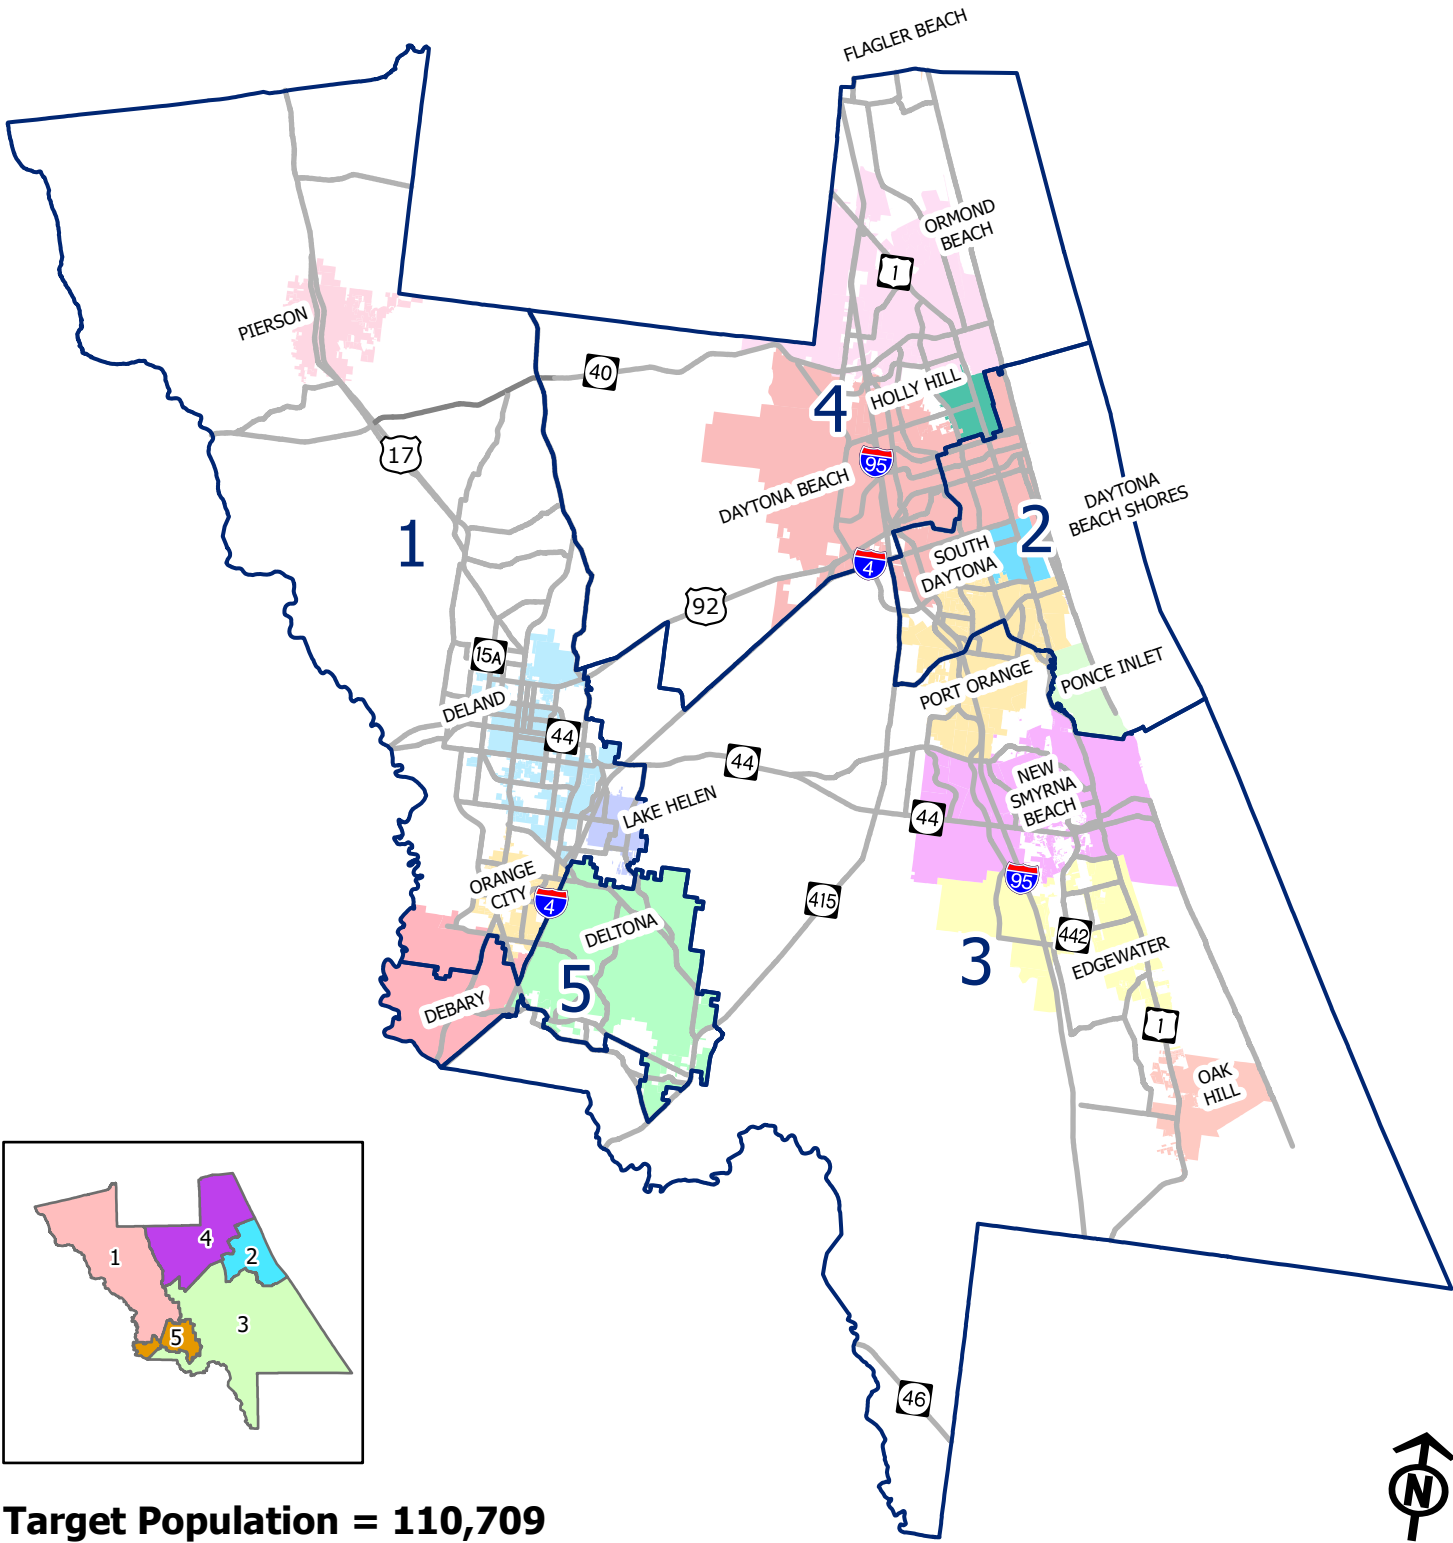 FLAGLER BEACH
ORMOND
BEACH
1
PIERSON
40
HOLLY HILL
4
17
95
DAYTONA BEACH
DAYTONA
BEACH SHORES
1
2
SOUTH
DAYTONA
4
92
15A
PONCE INLET
PORT ORANGE
DELAND
44
44
NEW
SMYRNA
BEACH
LAKE HELEN
44
ORANGE
CITY
95
4
415
DELTONA
442
EDGEWATER
3
5
DEBARY
1
OAK
HILL
4
1
2
3
5
46
N
Target Population = 110,709